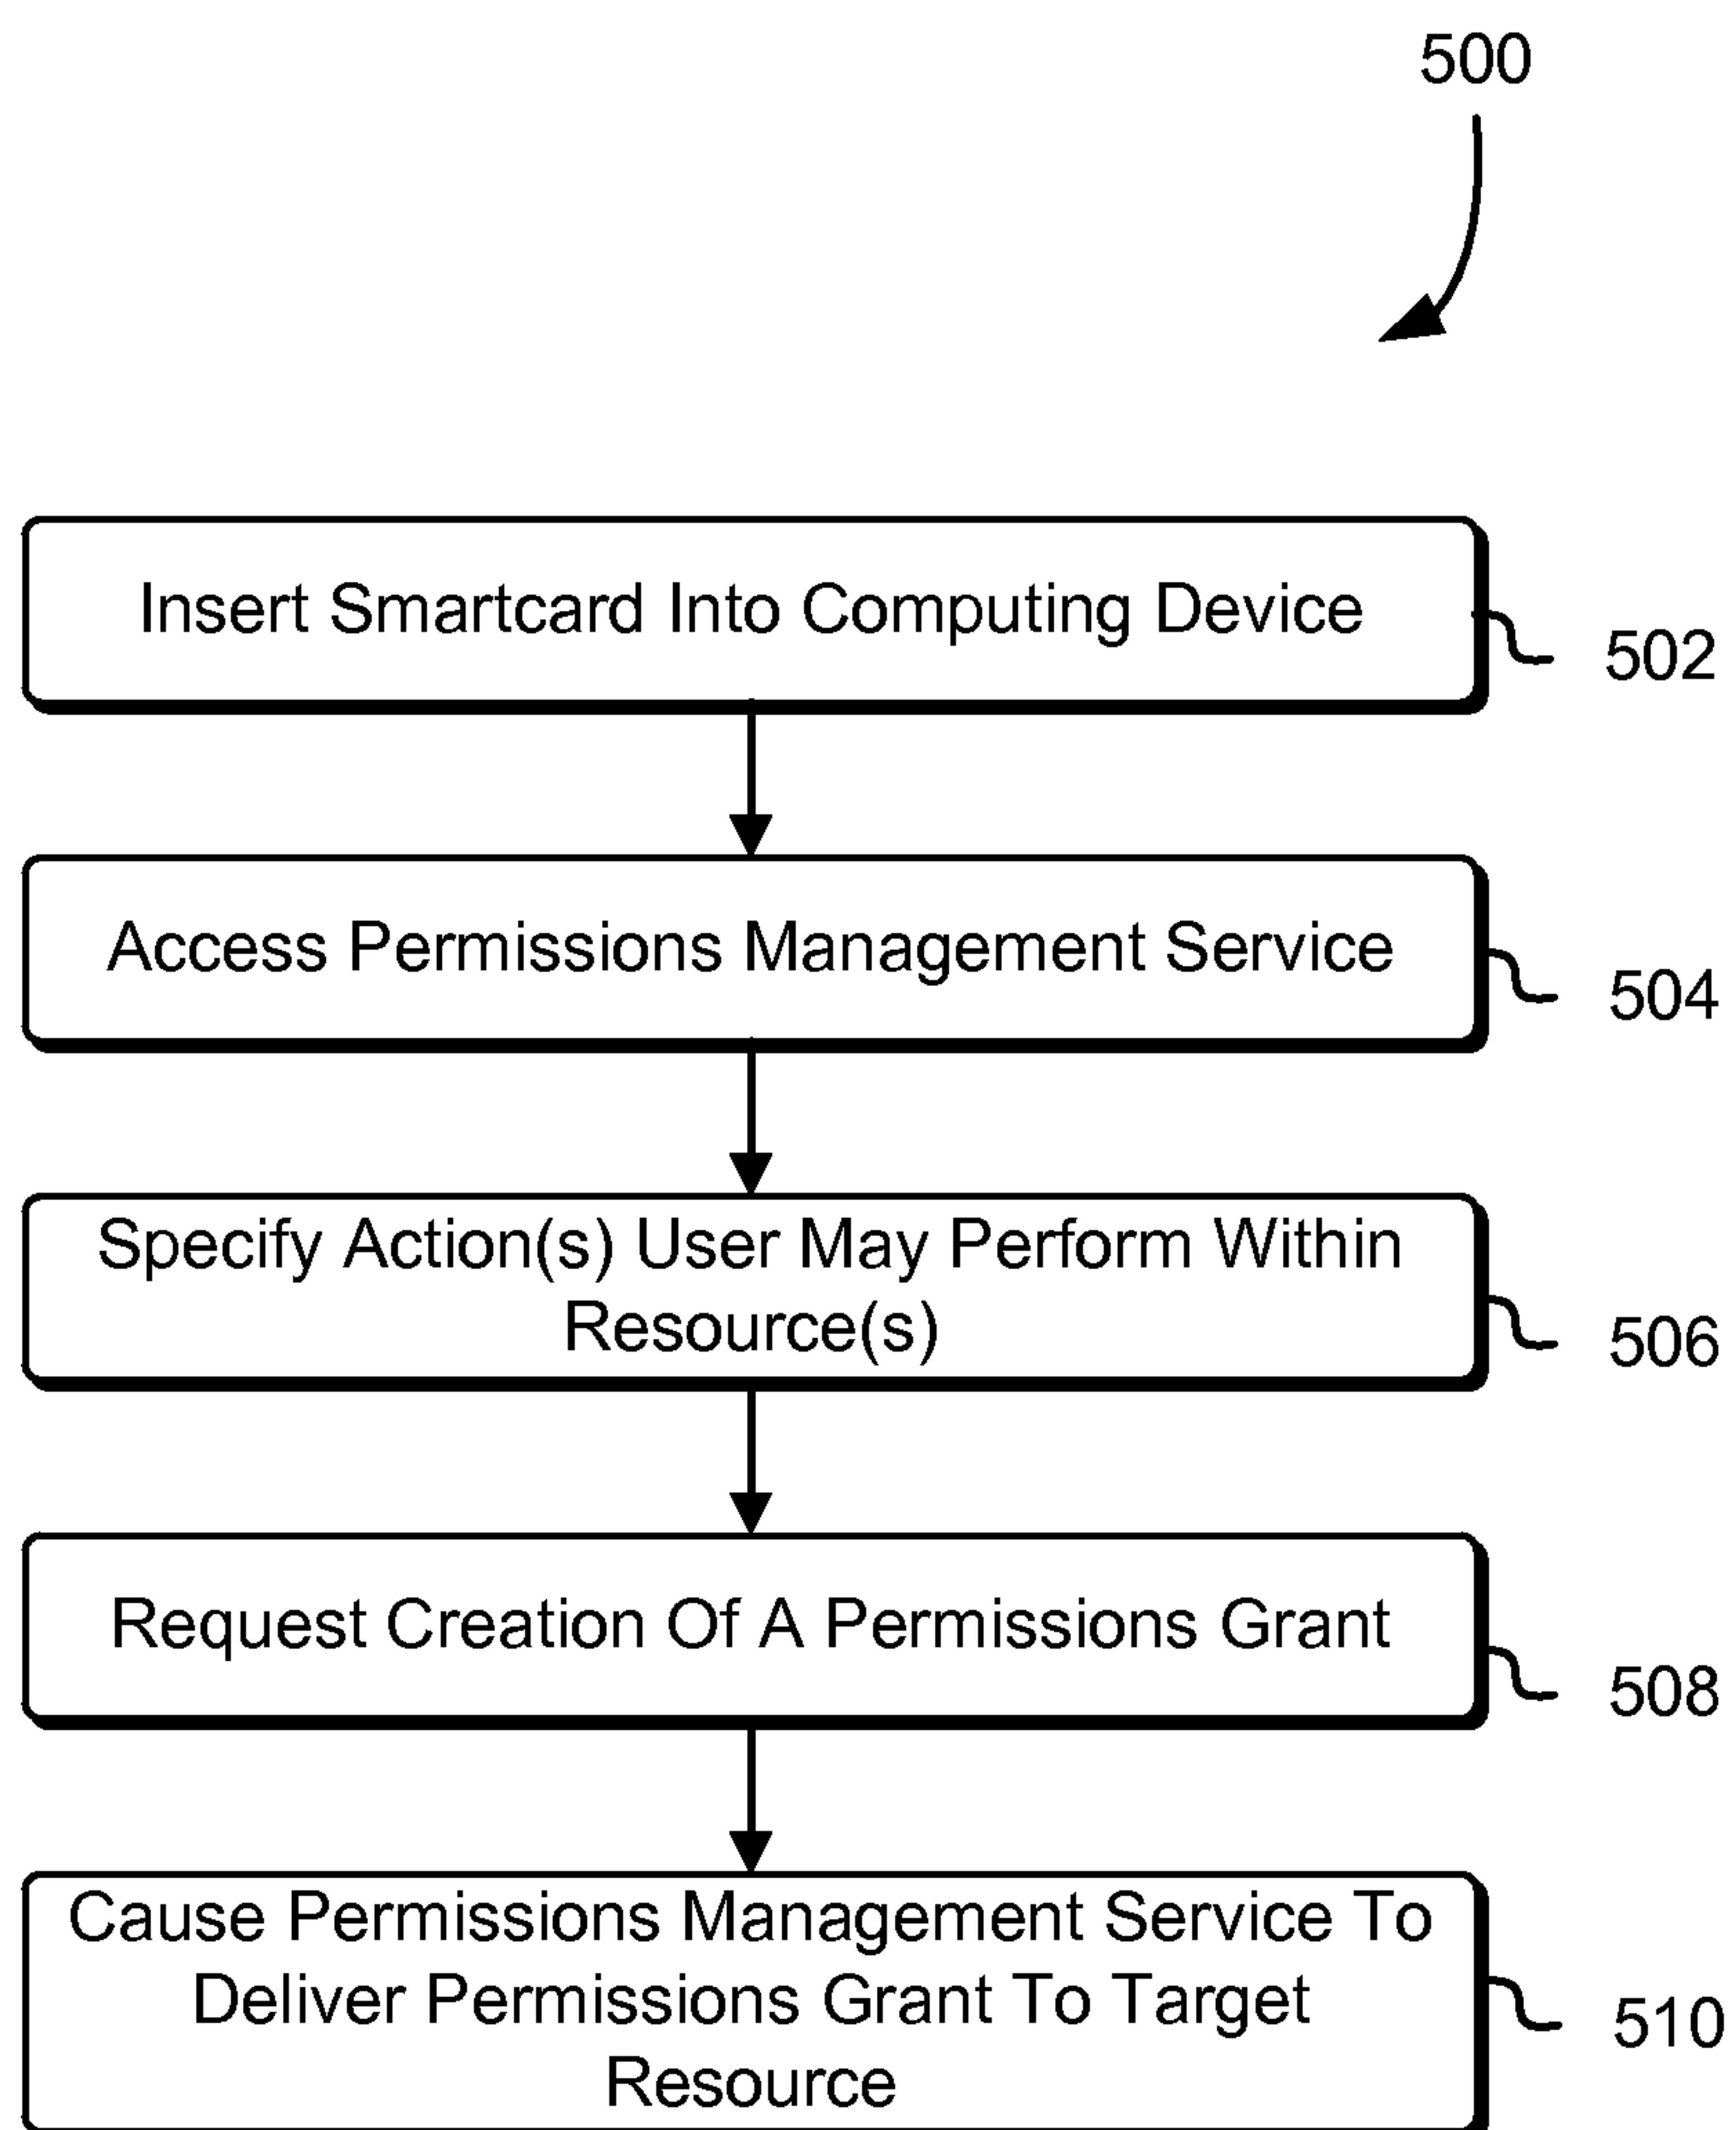 500
Insert Smartcard Into Computing Device
502
Access Permissions Management Service
504
Specify Action(s) User May Perform Within
Resource(s)
506
Request Creation Of A Permissions Grant
508
Cause Permissions Management Service To
Deliver Permissions Grant To Target
Resource
510